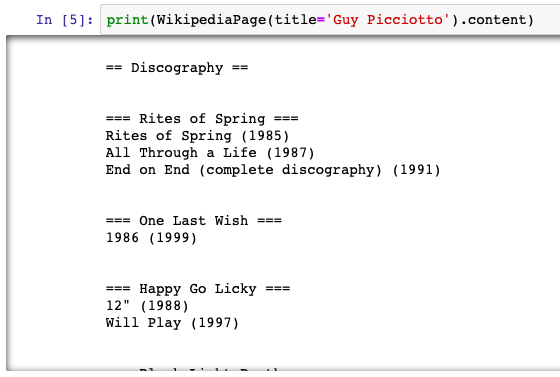 In [5]: print(WikipediaPage(title='Guy Picciotto').content)
== Discography ==
=== Rites of Spring ===
Rites of Spring (1985)
All Through a Life (1987)
End on End (complete discography) (1991)
=== One Last Wish ===
1986 (1999)
=== Happy Go Licky ===
12" (1988)
Will Play (1997)